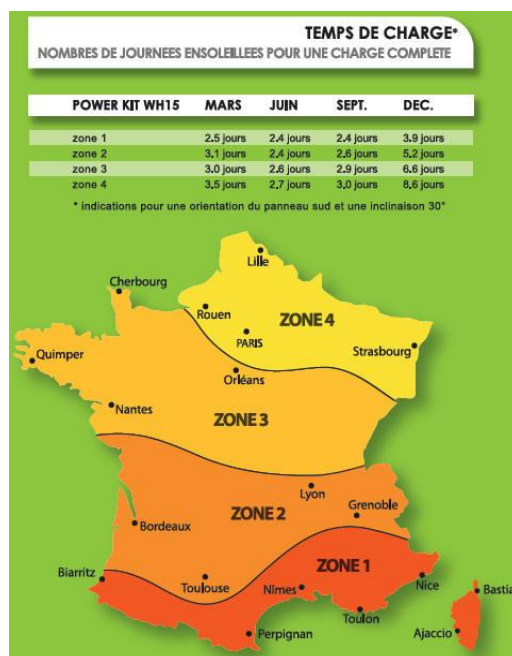 TEMPS DE CHARGE*
NOMBRES DE JOURNEES ENSOLEILLEES POUR UNE CHARGE COMPLETE
POWER KIT WH15 MARS JUIN SEPT. DEC.
zone 1 2.5 jours 2.4 jours 2.4 jours 3.9 jours
zone 2 3.1 jours 2.4 jours 2.6 jours 5.2 jours
zone 3 3.0 jours 2.6 jours 2.9 jours 6.6 jours
zone 4 3.5 jours 2.7 jours 3.0 jours 8.6 jours
* indications pour une orientation du panneau sud et une inclinaison 30°
Lille
Cherbourg
Rouen
ZONE 4
PARIS
Strasbourg
Quimper
Orléans
Nantes
ZONE 3
Lyon
Grenoble
ZONE 2
Bordeaux
Biarritz
Toulouse
ZONE 1
Nîmes
Nice
Bastia
Toulon
Perpignan
Ajaccio